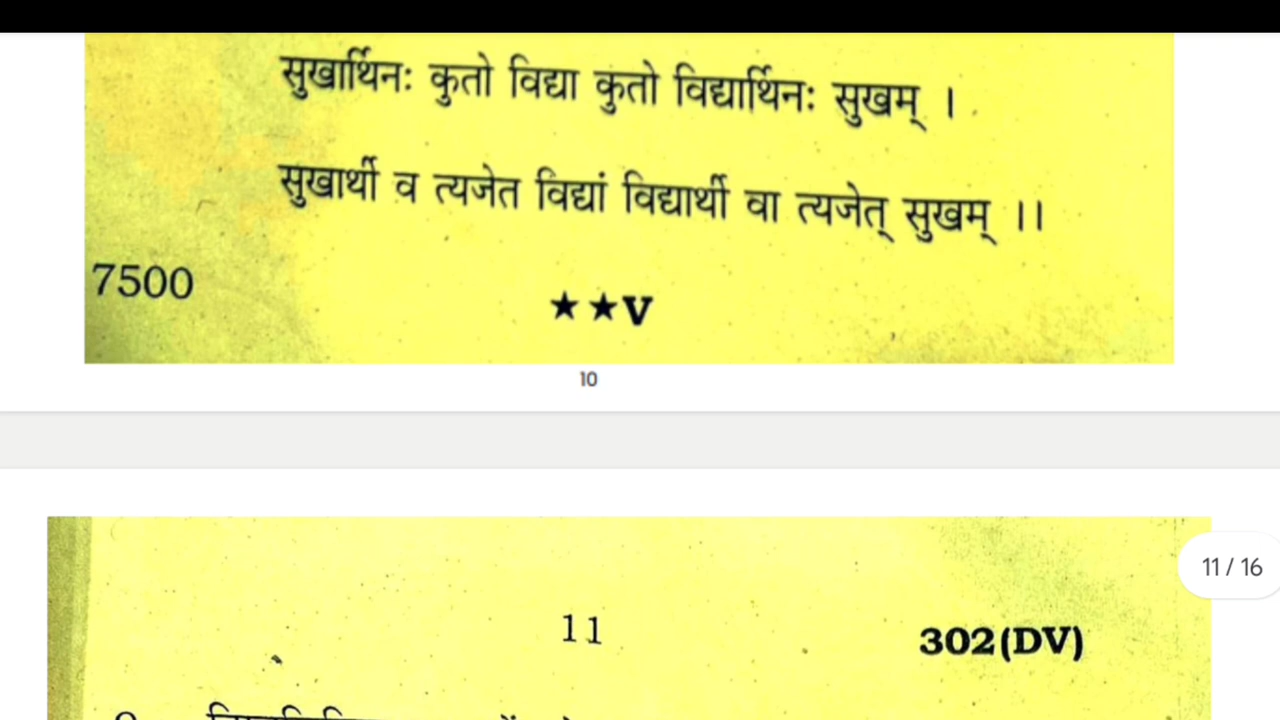 सुखार्थिनः कुतो विद्या कुतो विद्यार्थिनः सुखम् ।
सुखार्थी व त्यजेत विद्यां विद्यार्थी वा त्यजेत् सुखम् ।।
7500
★★V
10
11 / 16
11
302(DV)